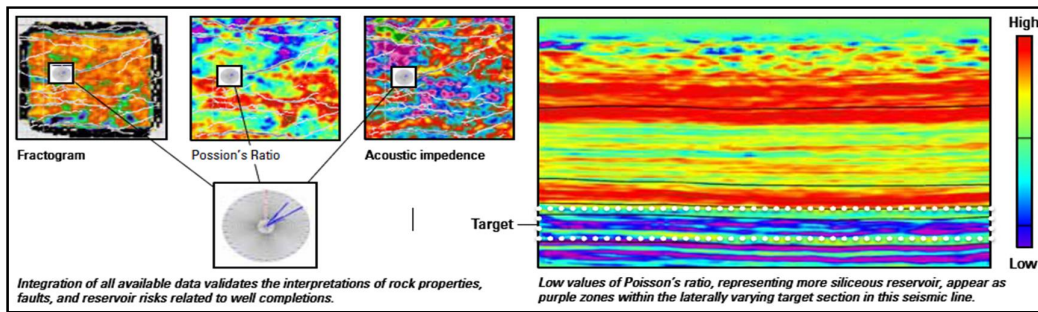 High
Fractogram
Possion's Ratio
Acoustic impedence
Target
Low
Integration of all available data validates the interpretations of rock properties,
faults, and reservoir risks related to well completions.
Low values of Poisson's ratio, representing more siliceous reservoir, appear as
purple zones within the laterally varying target section in this seismic line.